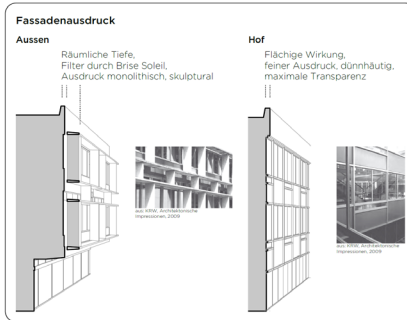 Fassadenausdruck
Aussen
Räumliche Tiefe,
Filter durch Brise Soleil,
Ausdruck monolithisch, skulptural
aus: KRW, Architektonische
Impressionen, 2009
Hof
Flächige Wirkung,
feiner Ausdruck, dünnhäutig,
maximale Transparenz
aus: KRW, Architektonische
Impressionen, 2009